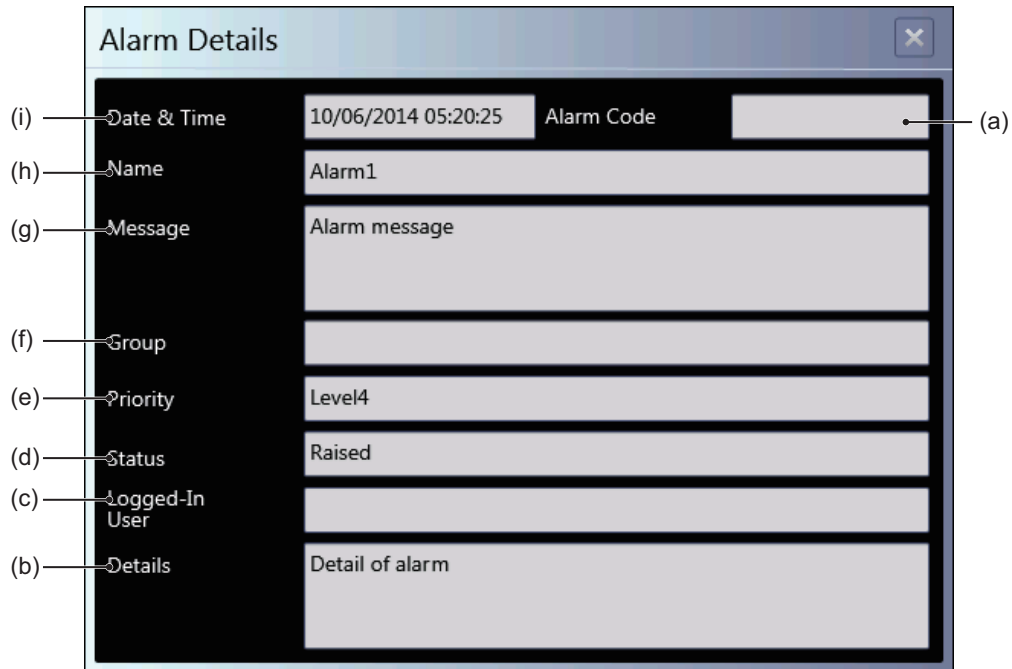 Alarm Details
(i) Date & Time 10/06/2014 05:20:25 Alarm Code (a)
(h) Name Alarm1
(g) Message Alarm message
(f) Group
(e) Priority Level4
(d) Status Raised
(c) Logged-In
User
(b) Details Detail of alarm